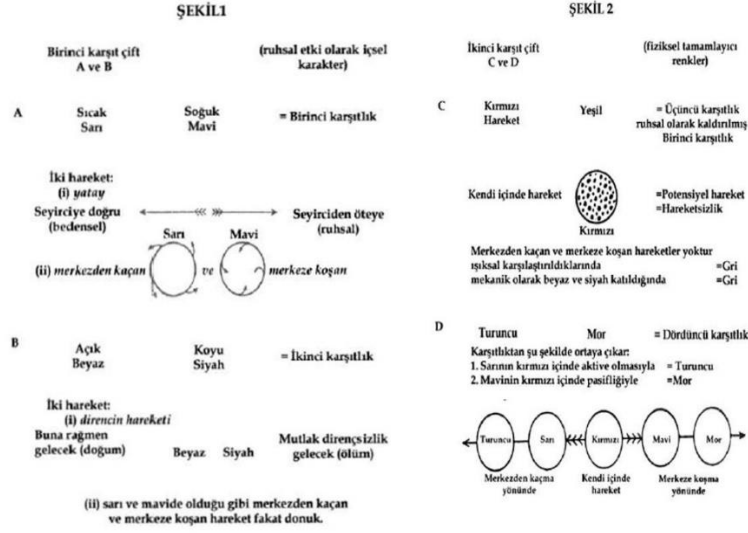 ŞEKİL1
Birinci karşıt çift (ruhsal etki olarak içsel
A ve B karakter)
A Sıcak Soğuk = Birinci karşıtlık
Sarı Mavi
İki hareket:
(i) yatay
Seyirciye doğru Seyirciden öteye
(bedensel) (ruhsal)
Sarı Mavi
(ii) merkezden kaçan ve merkeze koşan
B Açık Koyu = İkinci karşıtlık
Beyaz Siyah
İki hareket:
(i) direncin hareketi
Buna rağmen Mutlak dirençsizlik
gelecek (doğum) Beyaz Siyah gelecek (ölüm)
(ii) sarı ve mavide olduğu gibi merkezden kaçan
ve merkeze koşan hareket fakat donuk.
ŞEKİL 2
İkinci karşıt çift (fiziksel tamamlayıcı
C ve D renkler)
C Kırmızı Yeşil = Üçüncü karşıtlık
Hareket ruhsal olarak kaldırılmış
Birinci karşıtlık
Kendi içinde hareket =Potensiyel hareket
=Hareketsizlik
Kırmızı
Merkezden kaçan ve merkeze koşan hareketler yoktur
ışıksal karşılaştırıldıklarında =Gri
mekanik olarak beyaz ve siyah katıldığında =Gri
D Turuncu Mor = Dördüncü karşıtlık
Karşıtlıktan şu şekilde ortaya çıkar:
1. Sarının kırmızı içinde aktive olmasıyla = Turuncu
2. Mavinin kırmızı içinde pasifliğiyle =Mor
Turuncu Sarı Kırmızı Mavi Mor
Merkezden kaçma Kendi içinde Merkeze koşma
yönünde hareket yönünde